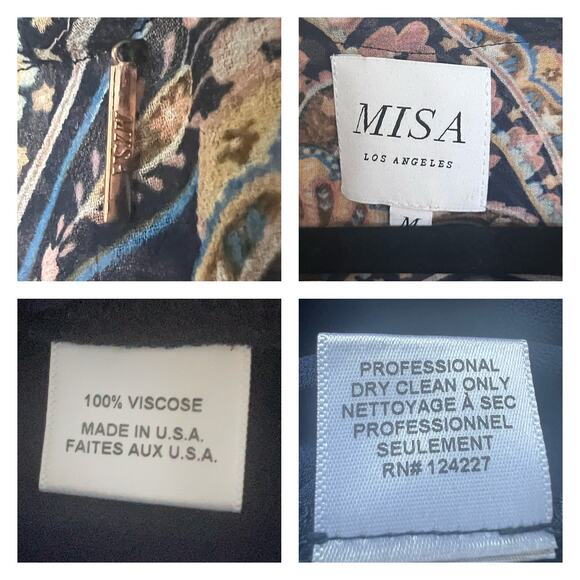 MISA
MISA
LOS ANGELES
M
100% VISCOSE
MADE IN U.S.A.
FAITES AUX U.S.A.
PROFESSIONAL
DRY CLEAN ONLY
NETTOYAGE À SEC
PROFESSIONNEL
SEULEMENT
RN# 124227